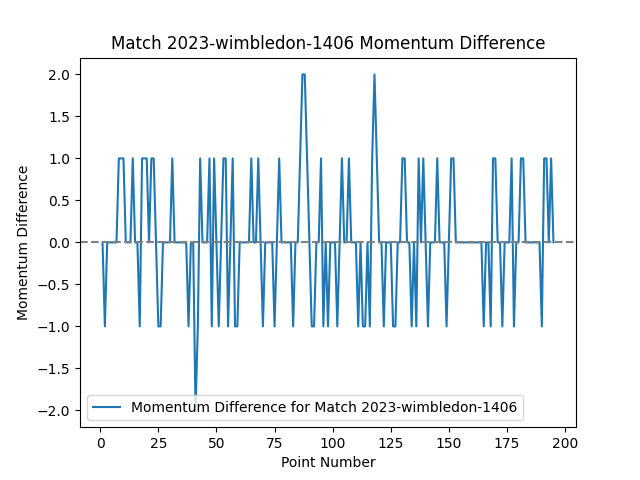 Match 2023-wimbledon-1406 Momentum Difference
Momentum Difference
2.0
1.5
1.0
0.5
0.0
−0.5
−1.0
−1.5
−2.0
Momentum Difference for Match 2023-wimbledon-1406
0 25 50 75 100 125 150 175 200
Point Number